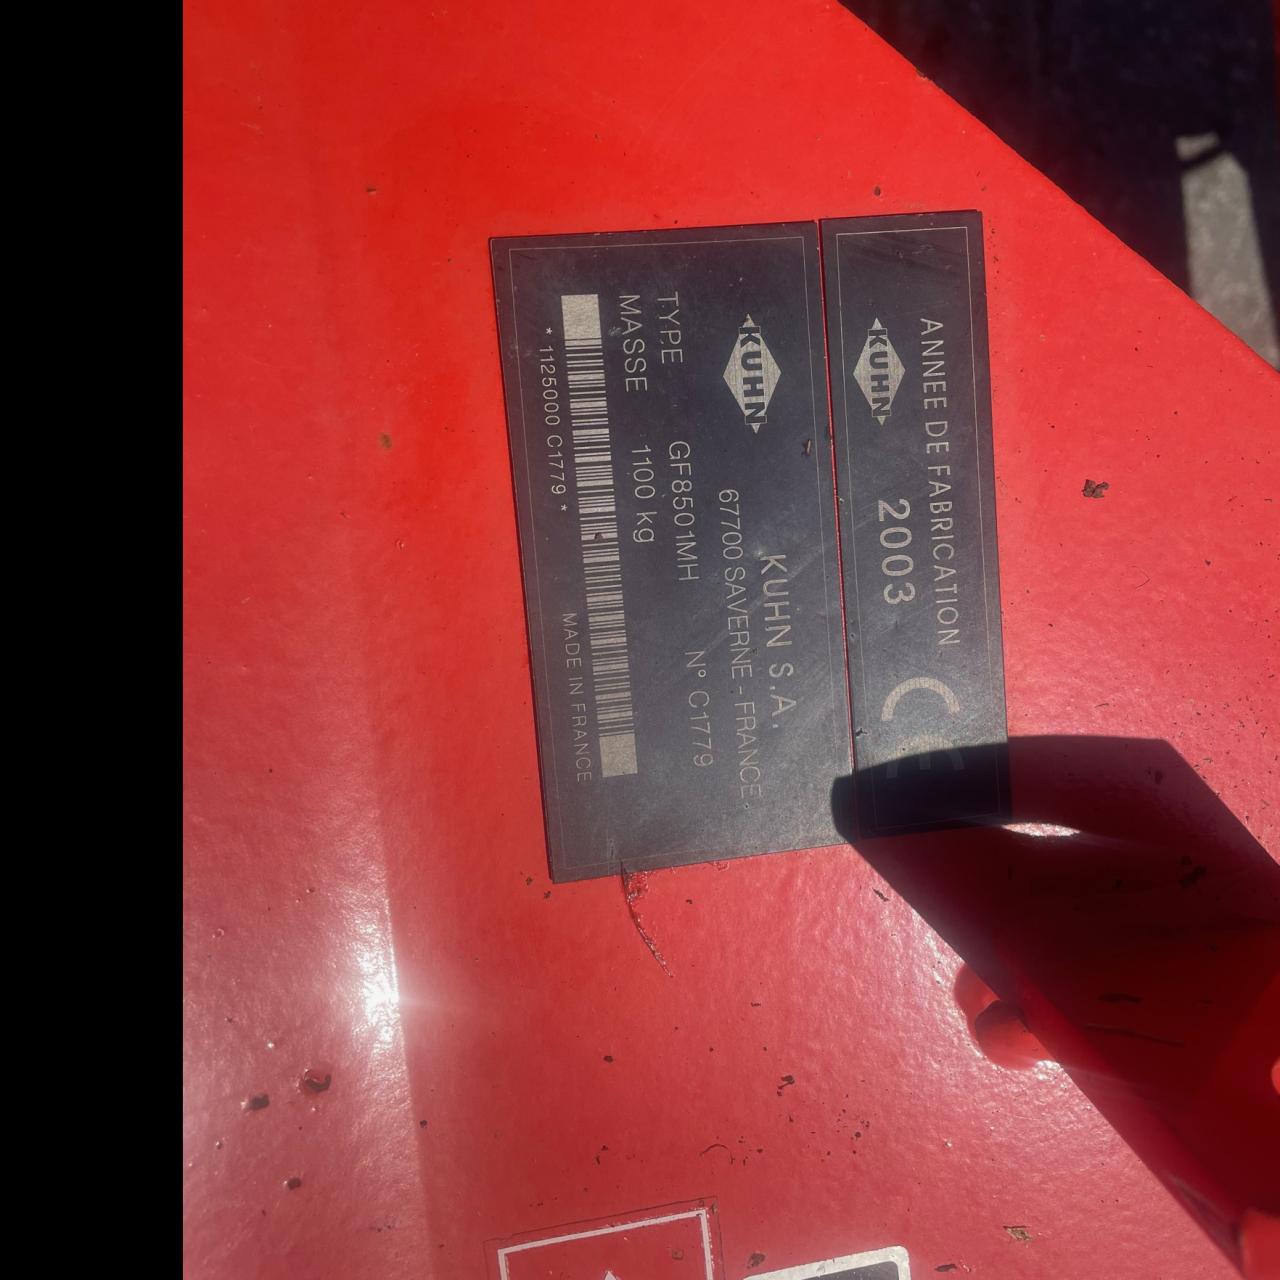 ANNEE DE FABRICATION
KUHN
2003
CE
KUHN S.A.
KUHN
67700 SAVERNE - FRANCE
TYPE GF8501MH N° C1779
MASSE 1100 kg
* 1125000 C1779 *
MADE IN FRANCE